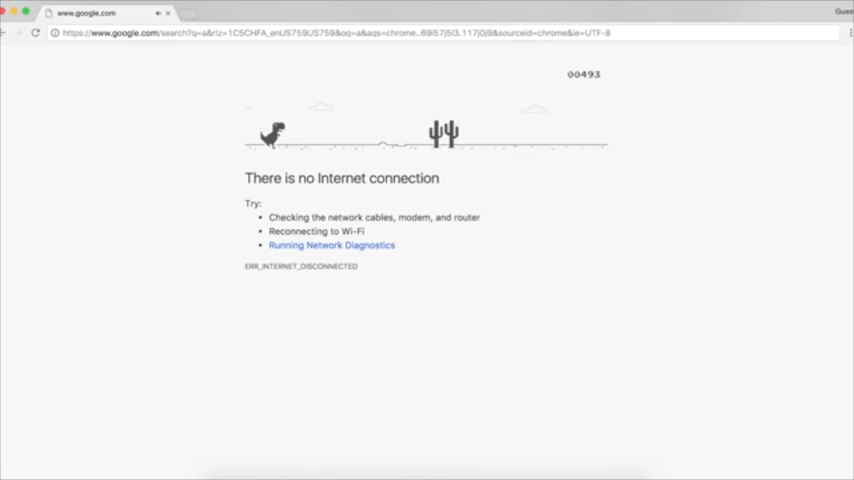 www.google.com
Guest
https://www.google.com/search?q=a&rlz=1C5CHFA_enUS759US759&oq=a&aqs=chrome..69i57j5l3.117j0j9&sourceid=chrome&ie=UTF-8
00493
There is no Internet connection
Try:
• Checking the network cables, modem, and router
• Reconnecting to Wi-Fi
• Running Network Diagnostics
ERR_INTERNET_DISCONNECTED